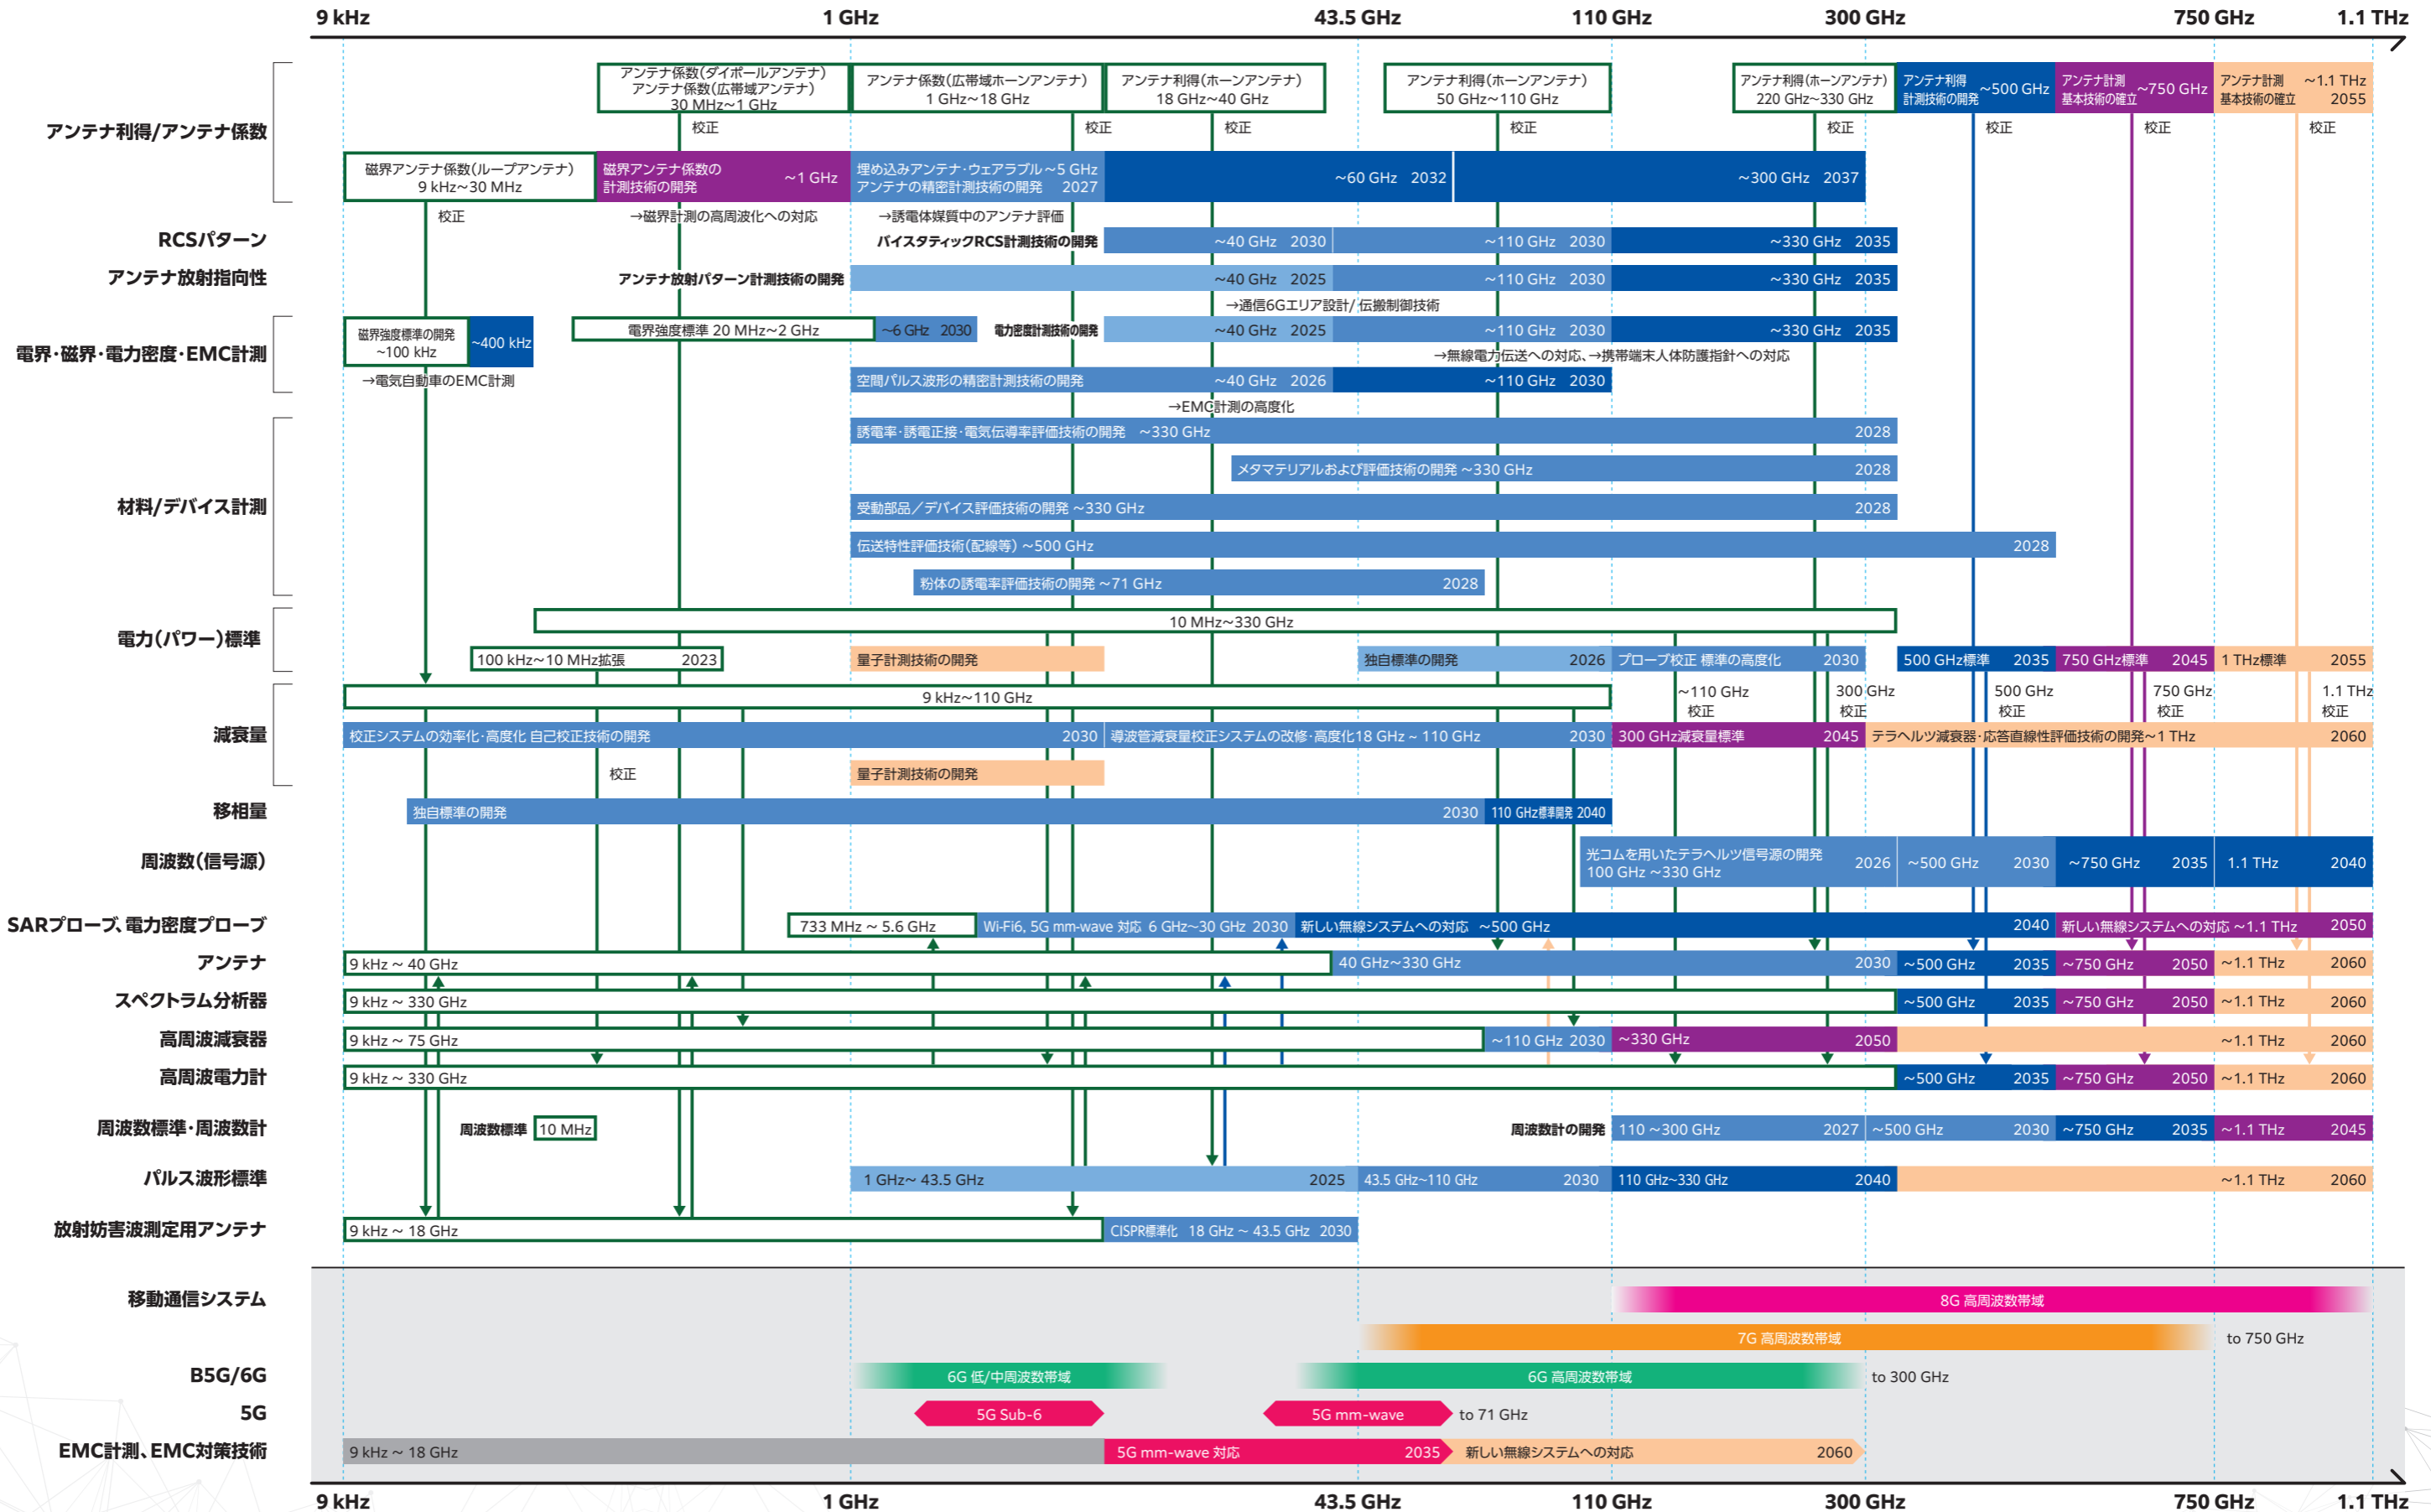 9 kHz 1 GHz 43.5 GHz 110 GHz 300 GHz 750 GHz 1.1 THz
アンテナ利得/アンテナ係数
アンテナ係数(ダイポールアンテナ)
アンテナ係数(広帯域アンテナ)
30 MHz~1 GHz
アンテナ係数(広帯域ホーンアンテナ)
1 GHz~18 GHz
アンテナ利得(ホーンアンテナ)
18 GHz~40 GHz
アンテナ利得(ホーンアンテナ)
50 GHz~110 GHz
アンテナ利得(ホーンアンテナ)
220 GHz~330 GHz
アンテナ利得
計測技術の開発 ~500 GHz
アンテナ計測
基本技術の確立 ~750 GHz
アンテナ計測 ~1.1 THz
基本技術の確立 2055
校正 校正 校正 校正 校正 校正 校正 校正
磁界アンテナ係数(ループアンテナ)
9 kHz~30 MHz
磁界アンテナ係数の
計測技術の開発 ~1 GHz
埋め込みアンテナ・ウェアラブル ~5 GHz
アンテナの精密計測技術の開発 2027
~60 GHz 2032
~300 GHz 2037
校正
→磁界計測の高周波化への対応
→誘電体媒質中のアンテナ評価
RCSパターン
バイスタティックRCS計測技術の開発
~40 GHz 2030
~110 GHz 2030
~330 GHz 2035
アンテナ放射指向性
アンテナ放射パターン計測技術の開発
~40 GHz 2025
~110 GHz 2030
~330 GHz 2035
→通信6Gエリア設計/ 伝搬制御技術
電界・磁界・電力密度・EMC計測
磁界強度標準の開発
~100 kHz
~400 kHz
電界強度標準 20 MHz~2 GHz
~6 GHz 2030
電力密度計測技術の開発
~40 GHz 2025
~110 GHz 2030
~330 GHz 2035
→無線電力伝送への対応、→携帯端末人体防護指針への対応
→電気自動車のEMC計測
空間パルス波形の精密計測技術の開発 ~40 GHz 2026
~110 GHz 2030
→EMC計測の高度化
材料/デバイス計測
誘電率・誘電正接・電気伝導率評価技術の開発 ~330 GHz 2028
メタマテリアルおよび評価技術の開発 ~330 GHz 2028
受動部品／デバイス評価技術の開発 ~330 GHz 2028
伝送特性評価技術(配線等) ~500 GHz 2028
粉体の誘電率評価技術の開発 ~71 GHz 2028
電力(パワー)標準
10 MHz~330 GHz
100 kHz~10 MHz拡張 2023
量子計測技術の開発
独自標準の開発 2026
プローブ校正 標準の高度化 2030
500 GHz標準 2035
750 GHz標準 2045
1 THz標準 2055
減衰量
9 kHz~110 GHz
~110 GHz
校正
300 GHz
校正
500 GHz
校正
750 GHz
校正
1.1 THz
校正
校正システムの効率化・高度化 自己校正技術の開発 2030
導波管減衰量校正システムの改修・高度化18 GHz ~ 110 GHz 2030
300 GHz減衰量標準 2045
テラヘルツ減衰器・応答直線性評価技術の開発~1 THz 2060
校正
量子計測技術の開発
移相量
独自標準の開発 2030
110 GHz標準開発 2040
周波数(信号源)
光コムを用いたテラヘルツ信号源の開発
100 GHz ~330 GHz 2026
~500 GHz 2030
~750 GHz 2035
1.1 THz 2040
SARプローブ、電力密度プローブ
733 MHz ~ 5.6 GHz
Wi-Fi6, 5G mm-wave 対応 6 GHz~30 GHz 2030
新しい無線システムへの対応 ~500 GHz 2040
新しい無線システムへの対応 ~1.1 THz 2050
アンテナ
9 kHz ~ 40 GHz
40 GHz~330 GHz 2030
~500 GHz 2035
~750 GHz 2050
~1.1 THz 2060
スペクトラム分析器
9 kHz ~ 330 GHz
~500 GHz 2035
~750 GHz 2050
~1.1 THz 2060
高周波減衰器
9 kHz ~ 75 GHz
~110 GHz 2030
~330 GHz 2050
~1.1 THz 2060
高周波電力計
9 kHz ~ 330 GHz
~500 GHz 2035
~750 GHz 2050
~1.1 THz 2060
周波数標準・周波数計
周波数標準 10 MHz
周波数計の開発
110 ~300 GHz 2027
~500 GHz 2030
~750 GHz 2035
~1.1 THz 2045
パルス波形標準
1 GHz~ 43.5 GHz 2025
43.5 GHz~110 GHz 2030
110 GHz~330 GHz 2040
~1.1 THz 2060
放射妨害波測定用アンテナ
9 kHz ~ 18 GHz
CISPR標準化 18 GHz ~ 43.5 GHz 2030
移動通信システム
8G 高周波数帯域
7G 高周波数帯域 to 750 GHz
B5G/6G
6G 低/中周波数帯域
6G 高周波数帯域 to 300 GHz
5G
5G Sub-6
5G mm-wave to 71 GHz
EMC計測、EMC対策技術
9 kHz ~ 18 GHz
5G mm-wave 対応 2035
新しい無線システムへの対応 2060
9 kHz 1 GHz 43.5 GHz 110 GHz 300 GHz 750 GHz 1.1 THz